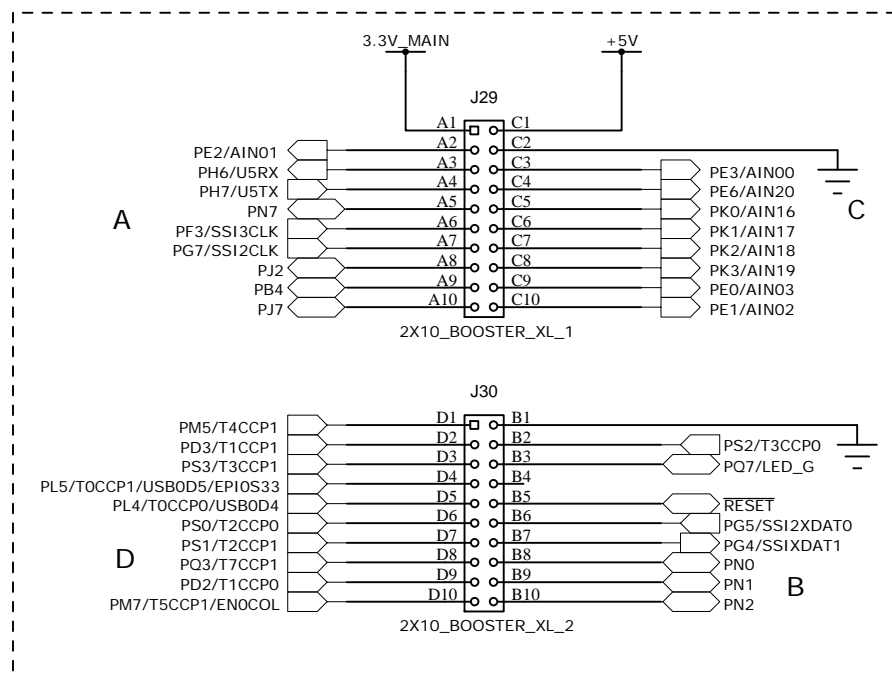 3.3V_MAIN +5V
J29
A1 C1
PE2/AIN01 A2 C2
PH6/U5RX A3 C3 PE3/AIN00
PH7/U5TX A4 C4 PE6/AIN20
PN7 A5 C5 PK0/AIN16
A PF3/SSI3CLK A6 C6 PK1/AIN17 C
PG7/SSI2CLK A7 C7 PK2/AIN18
PJ2 A8 C8 PK3/AIN19
PB4 A9 C9 PE0/AIN03
PJ7 A10 C10 PE1/AIN02
2X10_BOOSTER_XL_1
J30
PM5/T4CCP1 D1 B1
PD3/T1CCP1 D2 B2 PS2/T3CCP0
PS3/T3CCP1 D3 B3 PQ7/LED_G
PL5/T0CCP1/USB0D5/EPI0S33 D4 B4
PL4/T0CCP0/USB0D4 D5 B5 RESET
PS0/T2CCP0 D6 B6 PG5/SSI2XDAT0
PS1/T2CCP1 D7 B7 PG4/SSIXDAT1
D PQ3/T7CCP1 D8 B8 PN0
PD2/T1CCP0 D9 B9 PN1 B
PM7/T5CCP1/EN0COL D10 B10 PN2
2X10_BOOSTER_XL_2